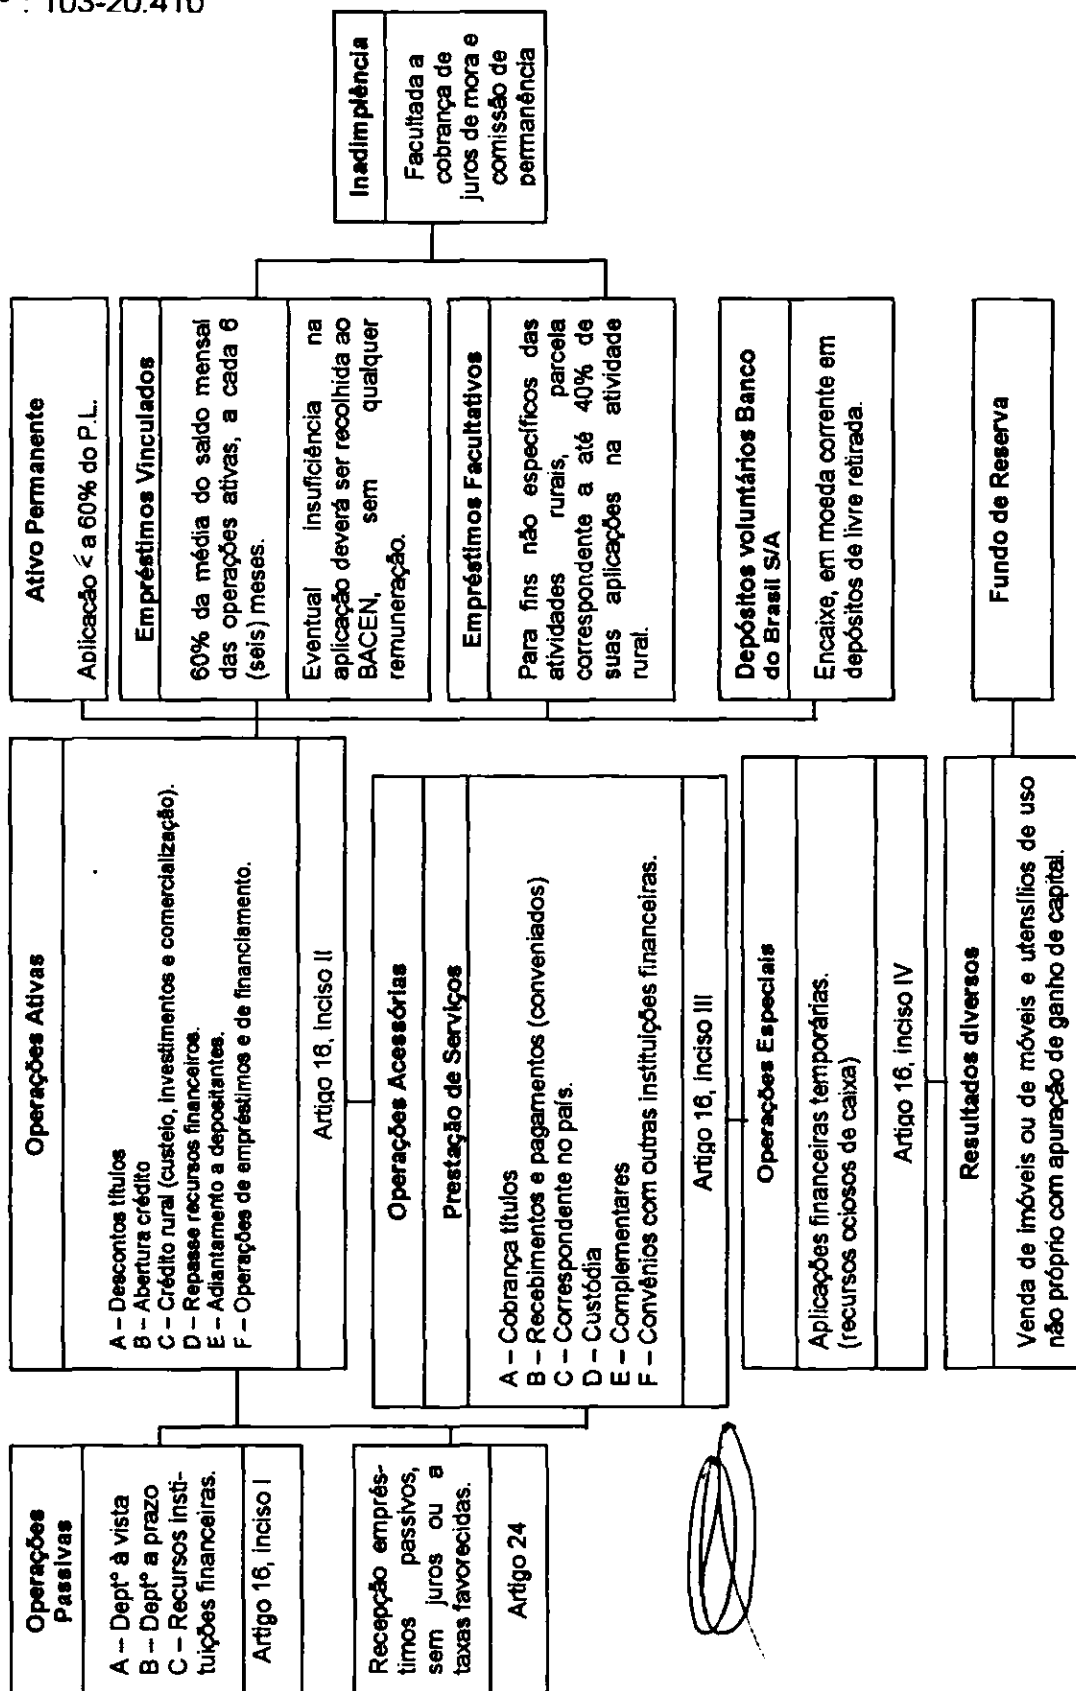 º : 103-20.410
Operações
Passivas
A – Deptº à vista
B – Deptº a prazo
C – Recursos insti-
tuições financeiras.
Artigo 16, inciso I
Recepção emprés-
timos passivos,
sem juros ou a
taxas favorecidas.
Artigo 24
Operações Ativas
A – Descontos títulos
B – Abertura crédito
C – Crédito rural (custeio, investimentos e comercialização).
D – Repasse recursos financeiros.
E – Adiantamento a depositantes.
F – Operações de empréstimos e de financiamento.
Artigo 16, inciso II
Operações Acessórias
Prestação de Serviços
A – Cobrança títulos
B – Recebimentos e pagamentos (conveniados)
C – Correspondente no país.
D – Custódia
E – Complementares
F – Convênios com outras instituições financeiras.
Artigo 16, inciso III
Operações Especiais
Aplicações financeiras temporárias.
(recursos ociosos de caixa)
Artigo 16, inciso IV
Resultados diversos
Venda de imóveis ou de móveis e utensílios de uso
não próprio com apuração de ganho de capital.
Ativo Permanente
Aplicação < a 60% do P.L.
Empréstimos Vinculados
60% da média do saldo mensal
das operações ativas, a cada 6
(seis) meses.
Eventual insuficiência na
aplicação deverá ser recolhida ao
BACEN, sem qualquer
remuneração.
Empréstimos Facultativos
Para fins não específicos das
atividades rurais, parcela
correspondente a até 40% de
suas aplicações na atividade
rural.
Depósitos voluntários Banco
do Brasil S/A
Encaixe, em moeda corrente em
depósitos de livre retirada.
Fundo de Reserva
Inadimplência
Facultada a
cobrança de
juros de mora e
comissão de
permanência